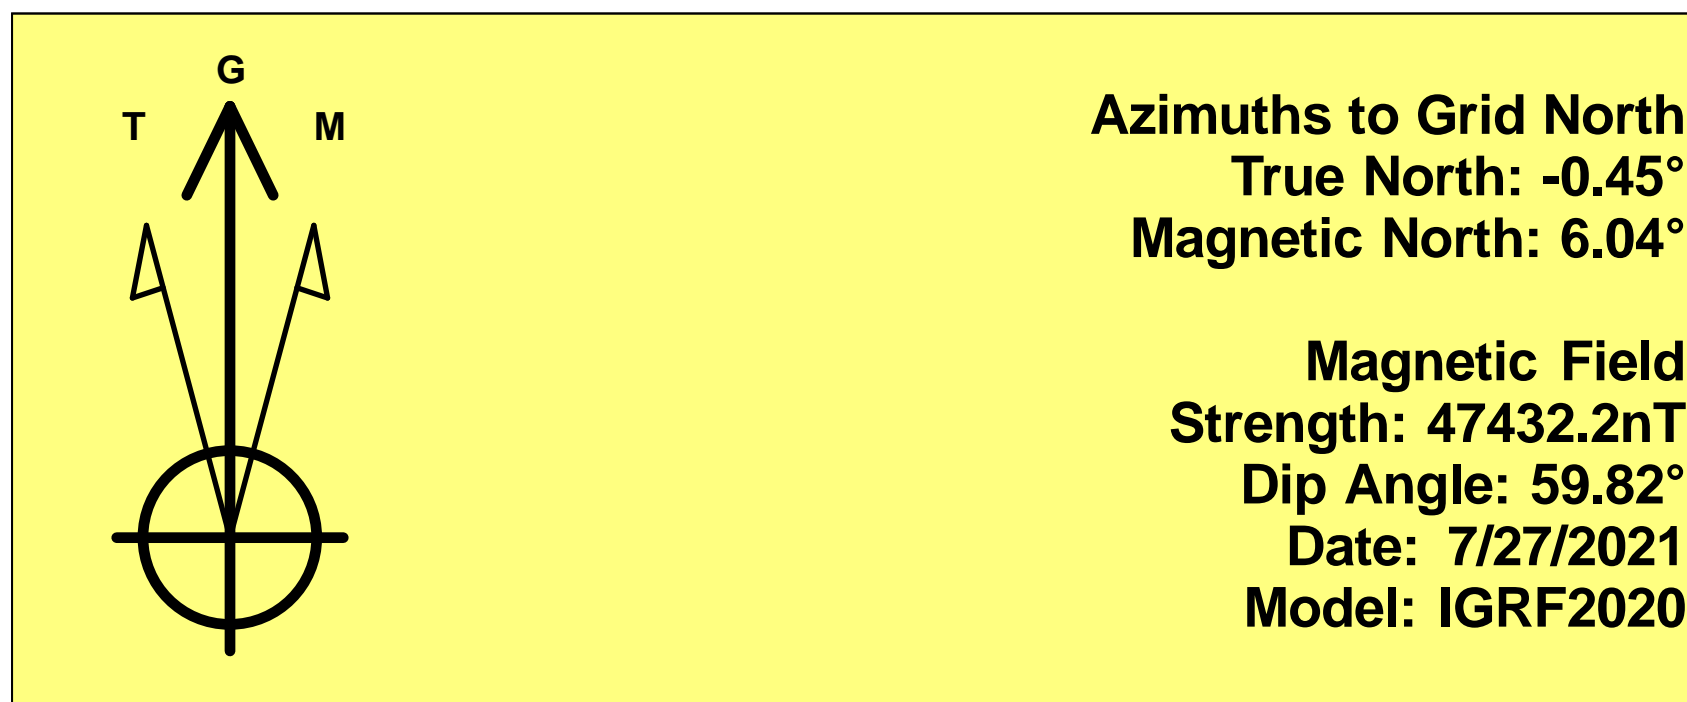 G
T
M
Azimuths to Grid North
True North: -0.45°
Magnetic North: 6.04°
Magnetic Field
Strength: 47432.2nT
Dip Angle: 59.82°
Date: 7/27/2021
Model: IGRF2020